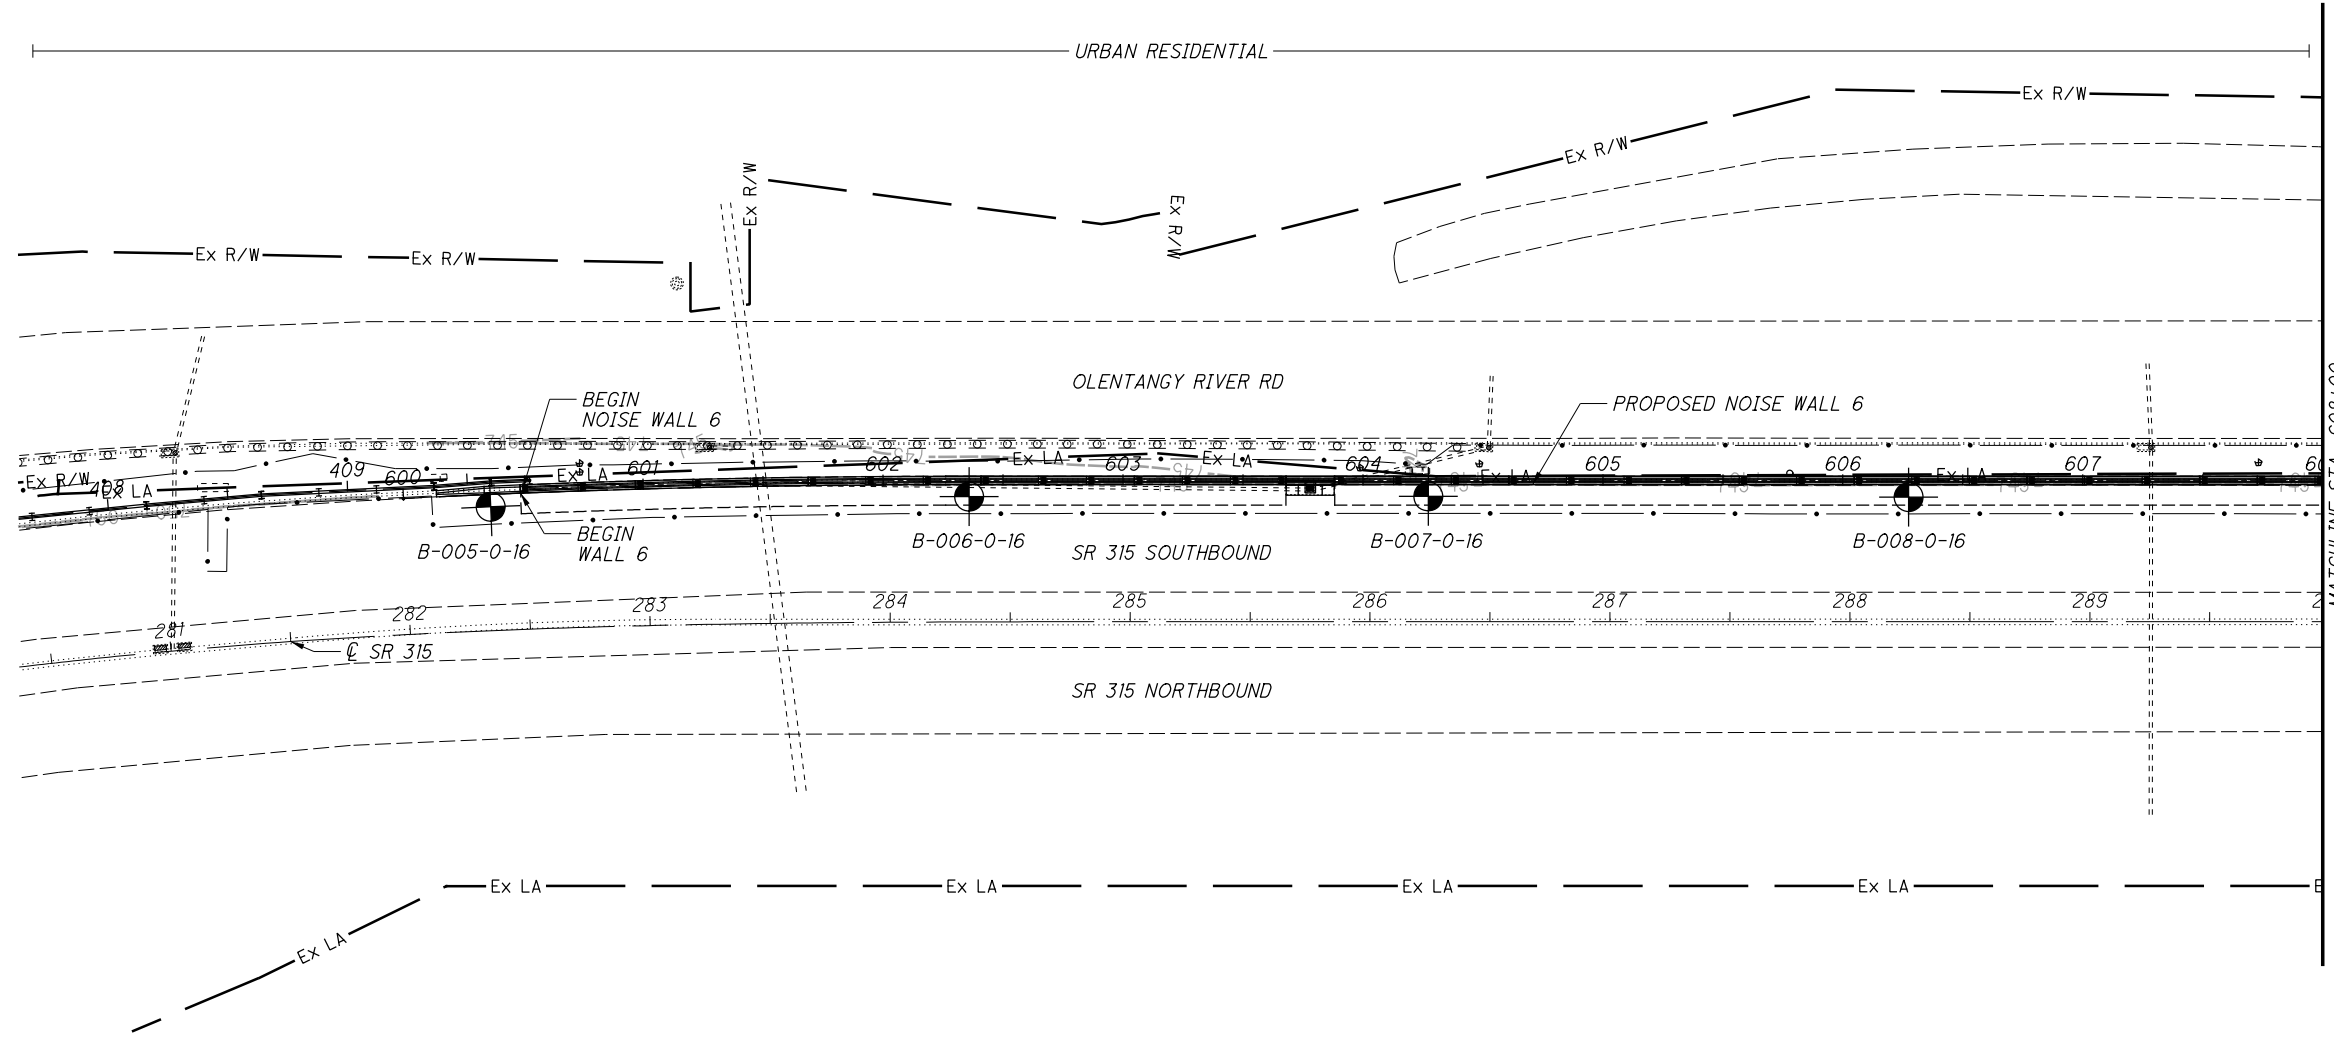 URBAN RESIDENTIAL
Ex R/W
Ex R/W
Ex R/W
Ex R/W
Ex R/W
Ex R/W
Ex R/W
OLENTANGY RIVER RD
BEGIN
NOISE WALL 6
PROPOSED NOISE WALL 6
Ex R/W
408
Ex LA
409
600
Ex LA
601
602
Ex LA
603
Ex LA
604
Ex LA
605
606
Ex LA
607
BEGIN
WALL 6
B-005-0-16
B-006-0-16
B-007-0-16
B-008-0-16
SR 315 SOUTHBOUND
281
282
283
284
285
286
287
288
289
℄ SR 315
SR 315 NORTHBOUND
Ex LA
Ex LA
Ex LA
Ex LA
Ex LA